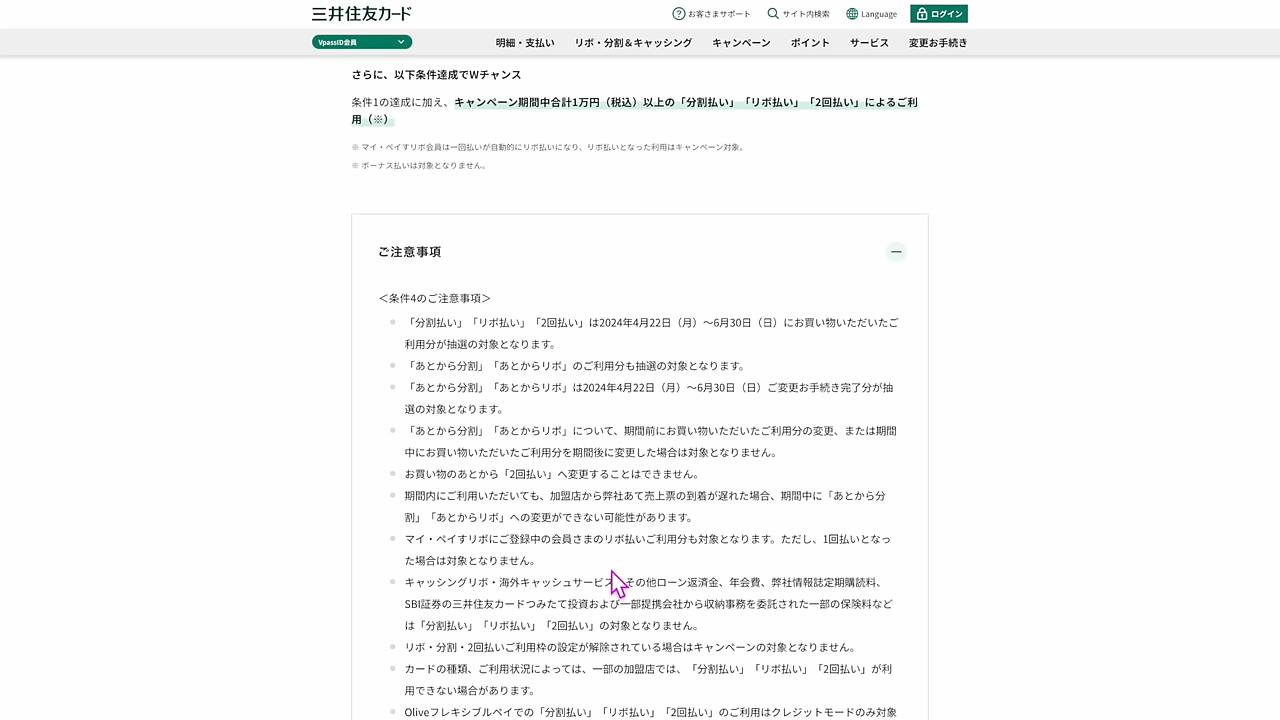 三井住友カード
お客さまサポート
サイト内検索
Language
ログイン
VpassID会員
明細・支払い
リボ・分割＆キャッシング
キャンペーン
ポイント
サービス
変更お手続き
さらに、以下条件達成でWチャンス
条件1の達成に加え、キャンペーン期間中合計1万円（税込）以上の「分割払い」「リボ払い」「2回払い」によるご利
用（※）
※ マイ・ペイすリボ会員は一回払いが自動的にリボ払いになり、リボ払いとなった利用はキャンペーン対象。
※ ボーナス払いは対象となりません。
ご注意事項
＜条件4のご注意事項＞
「分割払い」「リボ払い」「2回払い」は2024年4月22日（月）～6月30日（日）にお買い物いただいたご
利用分が抽選の対象となります。
「あとから分割」「あとからリボ」のご利用分も抽選の対象となります。
「あとから分割」「あとからリボ」は2024年4月22日（月）～6月30日（日）ご変更お手続き完了分が抽
選の対象となります。
「あとから分割」「あとからリボ」について、期間前にお買い物いただいたご利用分の変更、または期間
中にお買い物いただいたご利用分を期間後に変更した場合は対象となりません。
お買い物のあとから「2回払い」へ変更することはできません。
期間内にご利用いただいても、加盟店から弊社あて売上票の到着が遅れた場合、期間中に「あとから分
割」「あとからリボ」への変更ができない可能性があります。
マイ・ペイすリボにご登録中の会員さまのリボ払いご利用分も対象となります。ただし、1回払いとなっ
た場合は対象となりません。
キャッシングリボ・海外キャッシュサービス、その他ローン返済金、年会費、弊社情報誌定期購読料、
SBI証券の三井住友カードつみたて投資および一部提携会社から収納事務を委託された一部の保険料など
は「分割払い」「リボ払い」「2回払い」の対象となりません。
リボ・分割・2回払いご利用枠の設定が解除されている場合はキャンペーンの対象となりません。
カードの種類、ご利用状況によっては、一部の加盟店では、「分割払い」「リボ払い」「2回払い」が利
用できない場合があります。
Oliveフレキシブルペイでの「分割払い」「リボ払い」「2回払い」のご利用はクレジットモードのみ対象